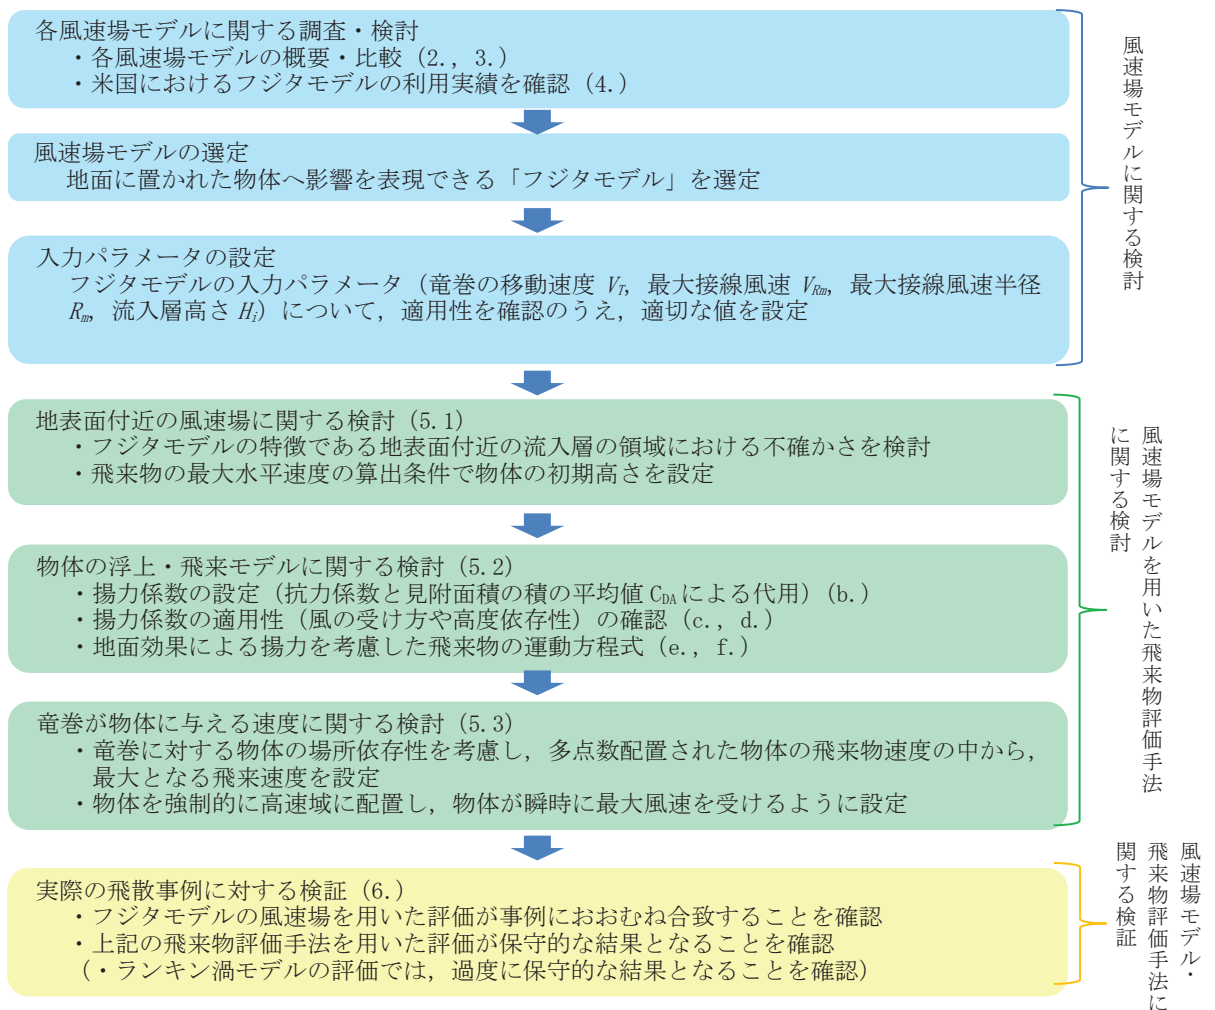 各風速場モデルに関する調査・検討
・各風速場モデルの概要・比較（2.，3.）
・米国におけるフジタモデルの利用実績を確認（4.）
風速場モデルの選定
地面に置かれた物体へ影響を表現できる「フジタモデル」を選定
入力パラメータの設定
フジタモデルの入力パラメータ（竜巻の移動速度 V_T，最大接線風速 V_Rm，最大接線風速半径
R_m，流入層高さ H_i）について，適用性を確認のうえ，適切な値を設定
風速場モデルに関する検討
地表面付近の風速場に関する検討（5.1）
・フジタモデルの特徴である地表面付近の流入層の領域における不確かさを検討
・飛来物の最大水平速度の算出条件で物体の初期高さを設定
物体の浮上・飛来モデルに関する検討（5.2）
・揚力係数の設定（抗力係数と見附面積の積の平均値 C_DA による代用）（b.）
・揚力係数の適用性（風の受け方や高度依存性）の確認（c.，d.）
・地面効果による揚力を考慮した飛来物の運動方程式（e.，f.）
竜巻が物体に与える速度に関する検討（5.3）
・竜巻に対する物体の場所依存性を考慮し，多点数配置された物体の飛来物速度の中から，
最大となる飛来速度を設定
・物体を強制的に高速域に配置し，物体が瞬時に最大風速を受けるように設定
風速場モデルを用いた飛来物評価手法
に関する検討
実際の飛散事例に対する検証（6.）
・フジタモデルの風速場を用いた評価が事例におおむね合致することを確認
・上記の飛来物評価手法を用いた評価が保守的な結果となることを確認
（・ランキン渦モデルの評価では，過度に保守的な結果となることを確認）
風速場モデル・
飛来物評価手法に
関する検証